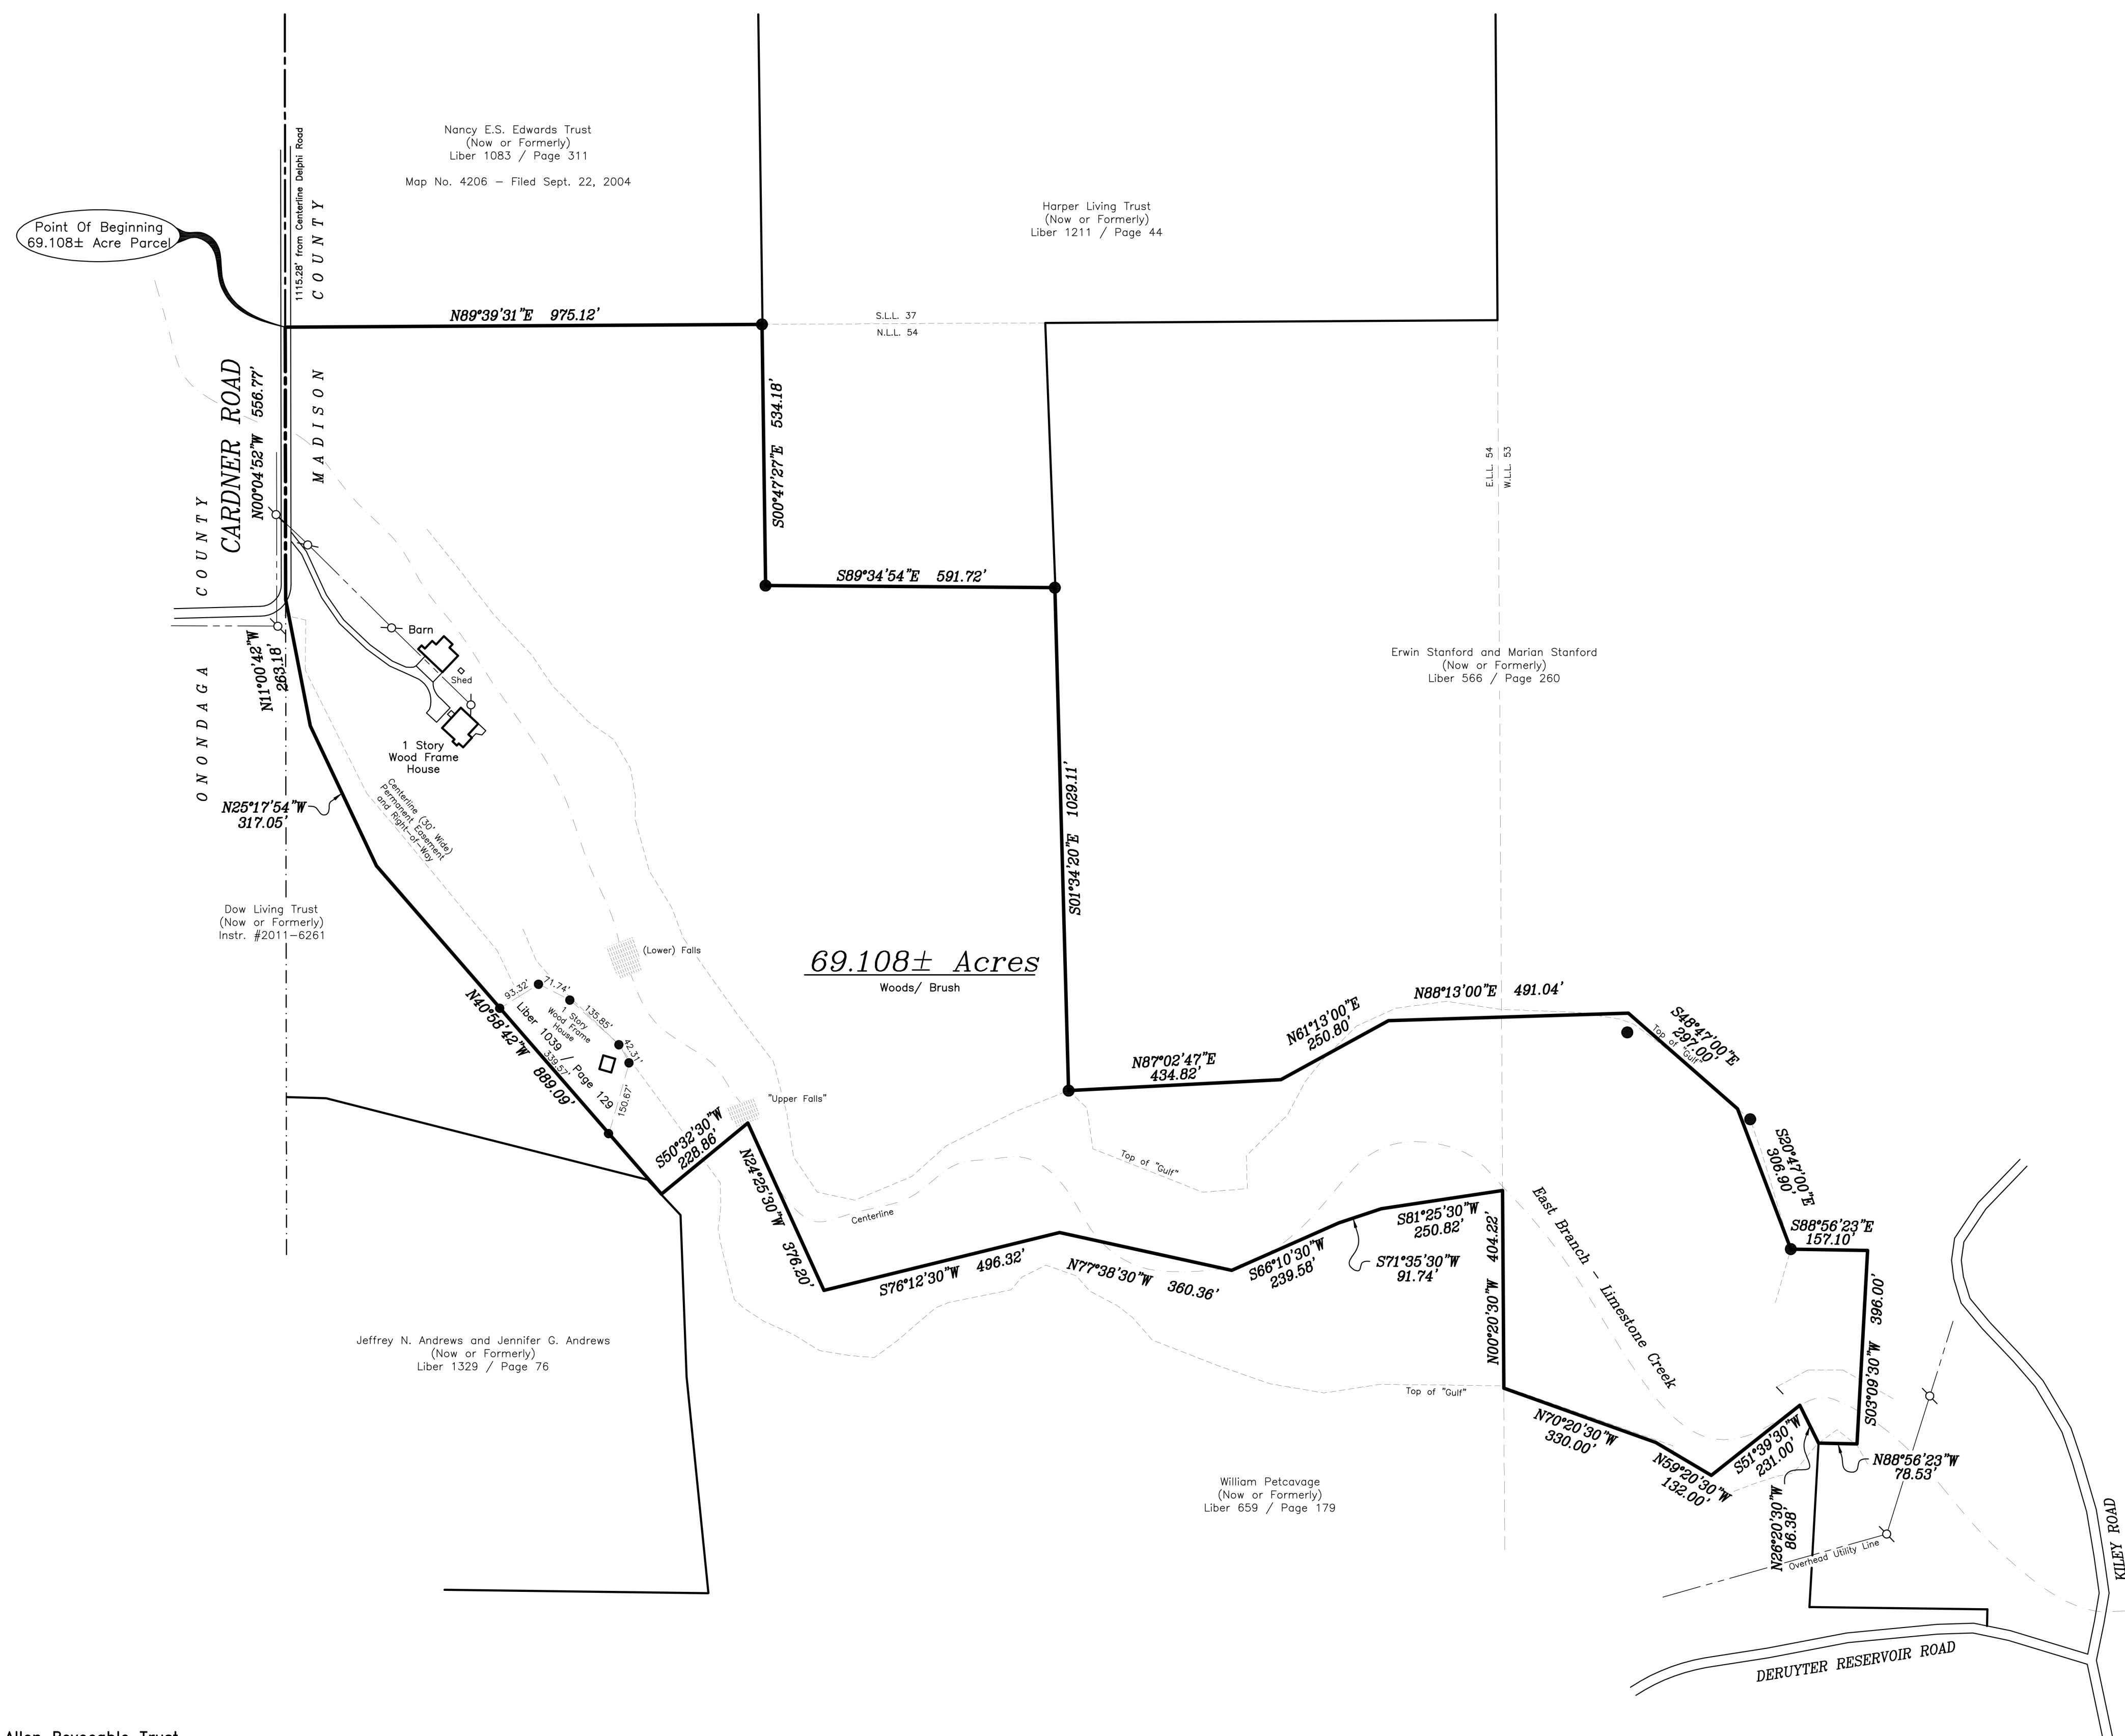 Nancy E.S. Edwards Trust
(Now or Formerly)
Liber 1083 / Page 311
Map No. 4206 – Filed Sept. 22, 2004
Harper Living Trust
(Now or Formerly)
Liber 1211 / Page 44
Point Of Beginning
69.108± Acre Parcel
1115.28' from Centerline Delphi Road
MADISON COUNTY
N89°39'31"E 975.12'
S.L.L. 37
N.L.L. 54
CARDNER ROAD
N00°04'52"W 556.77'
ONONDAGA COUNTY
S00°47'27"E 534.18'
E.L.L. 54
W.L.L. 53
S89°34'54"E 591.72'
Barn
Shed
1 Story
Wood Frame
House
N11°00'42"W
263.18'
Erwin Stanford and Marian Stanford
(Now or Formerly)
Liber 566 / Page 260
N25°17'54"W
317.05'
Centerline (30' Wide)
Permanent Easement
and Right-of-Way
S01°34'20"E 1029.11'
Dow Living Trust
(Now or Formerly)
Instr. #2011-6261
(Lower) Falls
69.108± Acres
Woods/ Brush
93.32'
71.74'
135.85'
42.31'
150.67'
339.57'
1 Story
Wood Frame
House
Liber 1039 / Page 129
N40°58'42"W 889.09'
"Upper Falls"
S50°32'30"W
228.86'
N24°25'30"W 376.20'
Centerline
Top of "Gulf"
N87°02'47"E
434.82'
N61°13'00"E
250.80'
N88°13'00"E 491.04'
S48°47'00"E
297.00'
Top of "Gulf"
S20°47'00"E
306.90'
S88°56'23"E
157.10'
S03°09'30"W 396.00'
N88°56'23"W
78.53'
N26°20'30"W
86.38'
S51°39'30"W
231.00'
N59°20'30"W
132.00'
N70°20'30"W
330.00'
N00°20'30"W 404.22'
S81°25'30"W
250.82'
S71°35'30"W
91.74'
S66°10'30"W
239.58'
N77°38'30"W 360.36'
S76°12'30"W 496.32'
East Branch - Limestone Creek
Top of "Gulf"
Jeffrey N. Andrews and Jennifer G. Andrews
(Now or Formerly)
Liber 1329 / Page 76
William Petcavage
(Now or Formerly)
Liber 659 / Page 179
Overhead Utility Line
KILEY ROAD
DERUYTER RESERVOIR ROAD
Allen Revocable Trust